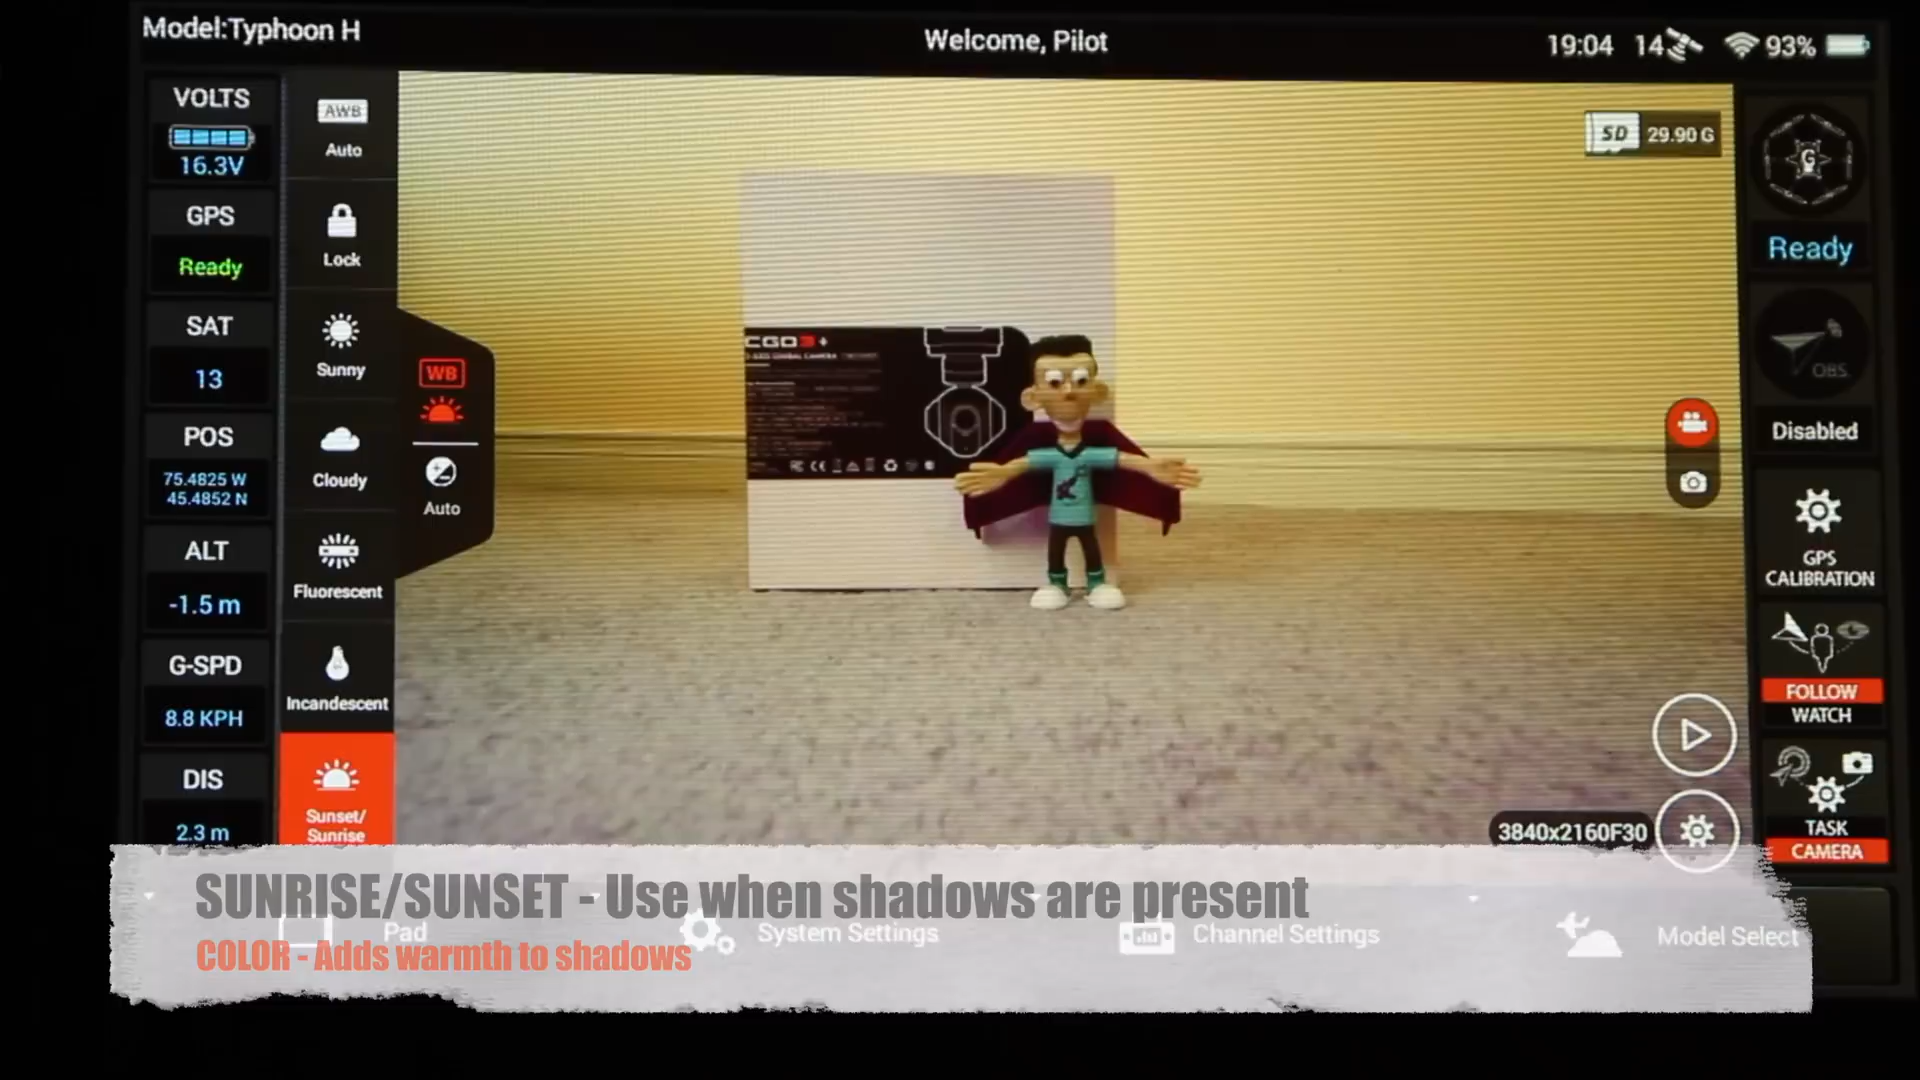 Model:Typhoon H
Welcome, Pilot
19:04
14
93%
VOLTS
16.3V
GPS
Ready
SAT
13
POS
75.4825 W
45.4852 N
ALT
-1.5 m
G-SPD
8.8 KPH
DIS
2.3 m
AWB
Auto
Lock
Sunny
Cloudy
Fluorescent
Incandescent
Sunset/
Sunrise
WB
Auto
CGO3+
SD 29.90 G
G
Ready
OBS.
Disabled
GPS
CALIBRATION
FOLLOW
WATCH
TASK
CAMERA
3840x2160F30
SUNRISE/SUNSET - Use when shadows are present
COLOR - Adds warmth to shadows
Pad
System Settings
Channel Settings
Model Select